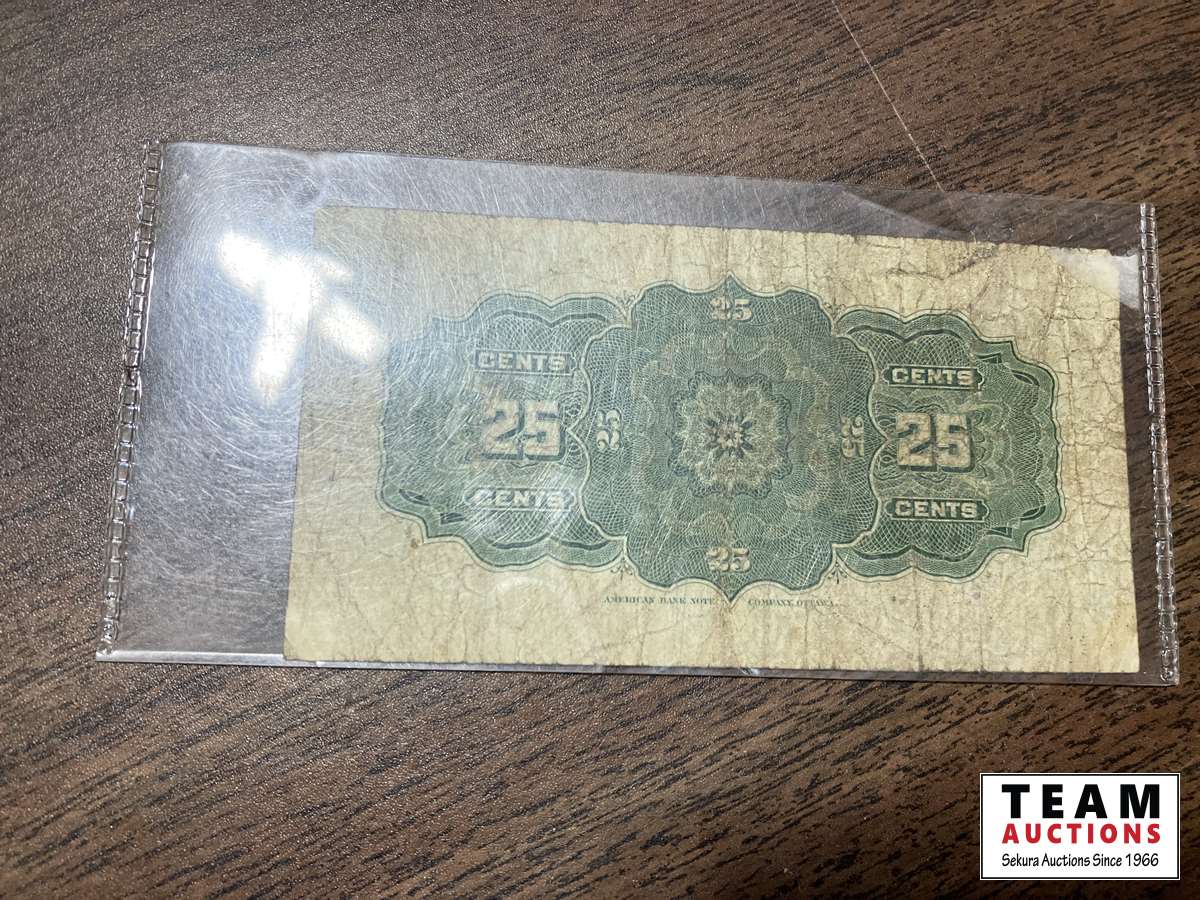 25
CENTS
25
CENTS
25
25
CENTS
25
CENTS
25
AMERICAN BANK NOTE COMPANY, OTTAWA.
TEAM
AUCTIONS
Sekura Auctions Since 1966